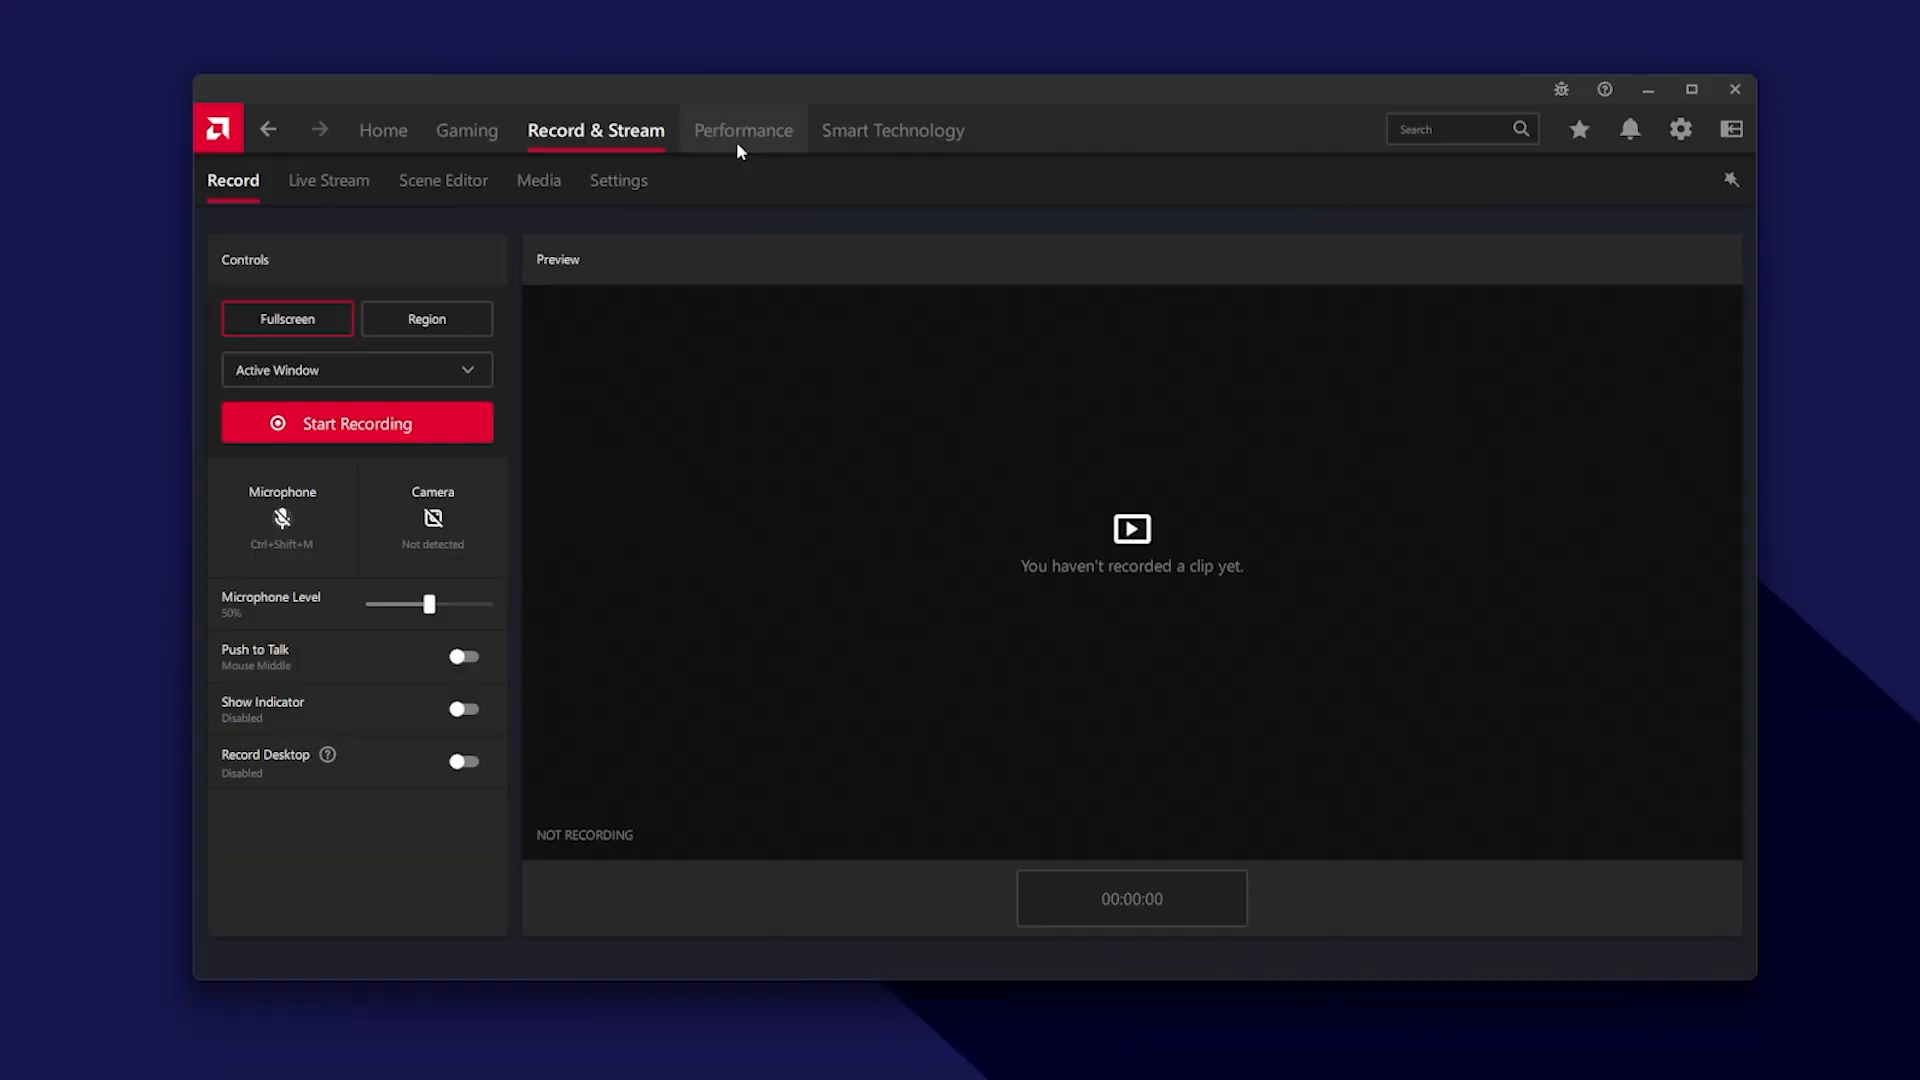 Home Gaming Record & Stream Performance Smart Technology Search
Record Live Stream Scene Editor Media Settings
Controls
Preview
Fullscreen Region
Active Window
Start Recording
Microphone Camera
Ctrl+Shift+M Not detected
You haven't recorded a clip yet.
Microphone Level
50%
Push to Talk
Mouse Middle
Show Indicator
Disabled
Record Desktop
Disabled
NOT RECORDING
00:00:00